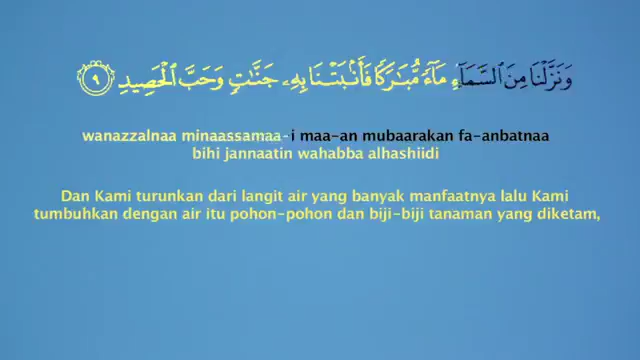 وَنَزَّلْنَا مِنَ السَّمَآءِ مَآءً مُّبَٰرَكًا فَأَنۢبَتْنَا بِهِۦ جَنَّٰتٍ وَحَبَّ الْحَصِيدِ ٩
wanazzalnaa minaassamaa-i maa-an mubaarakan fa-anbatnaa
bihi jannaatin wahabba alhashiidi
Dan Kami turunkan dari langit air yang banyak manfaatnya lalu Kami
tumbuhkan dengan air itu pohon-pohon dan biji-biji tanaman yang diketam,